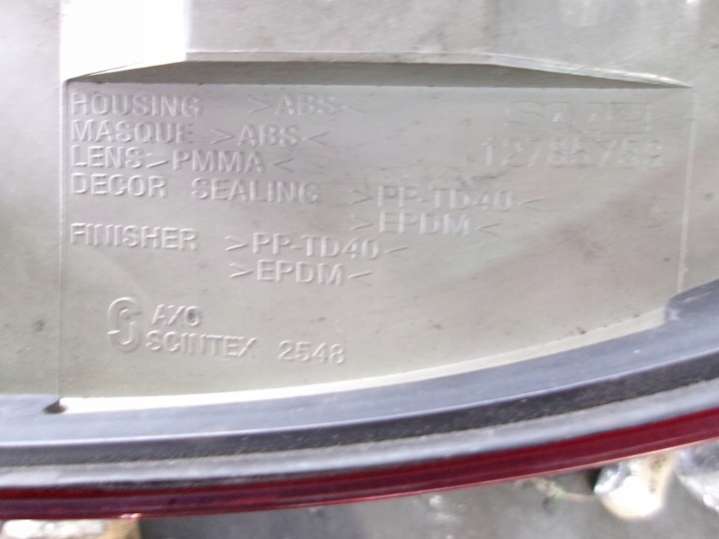 HOUSING >ABS<
MASQUE >ABS<
LENS >PMMA<
DECOR SEALING >PP-TD40<
>EPDM<
FINISHER >PP-TD40<
>EPDM<
AXO
SCINTEX 2548